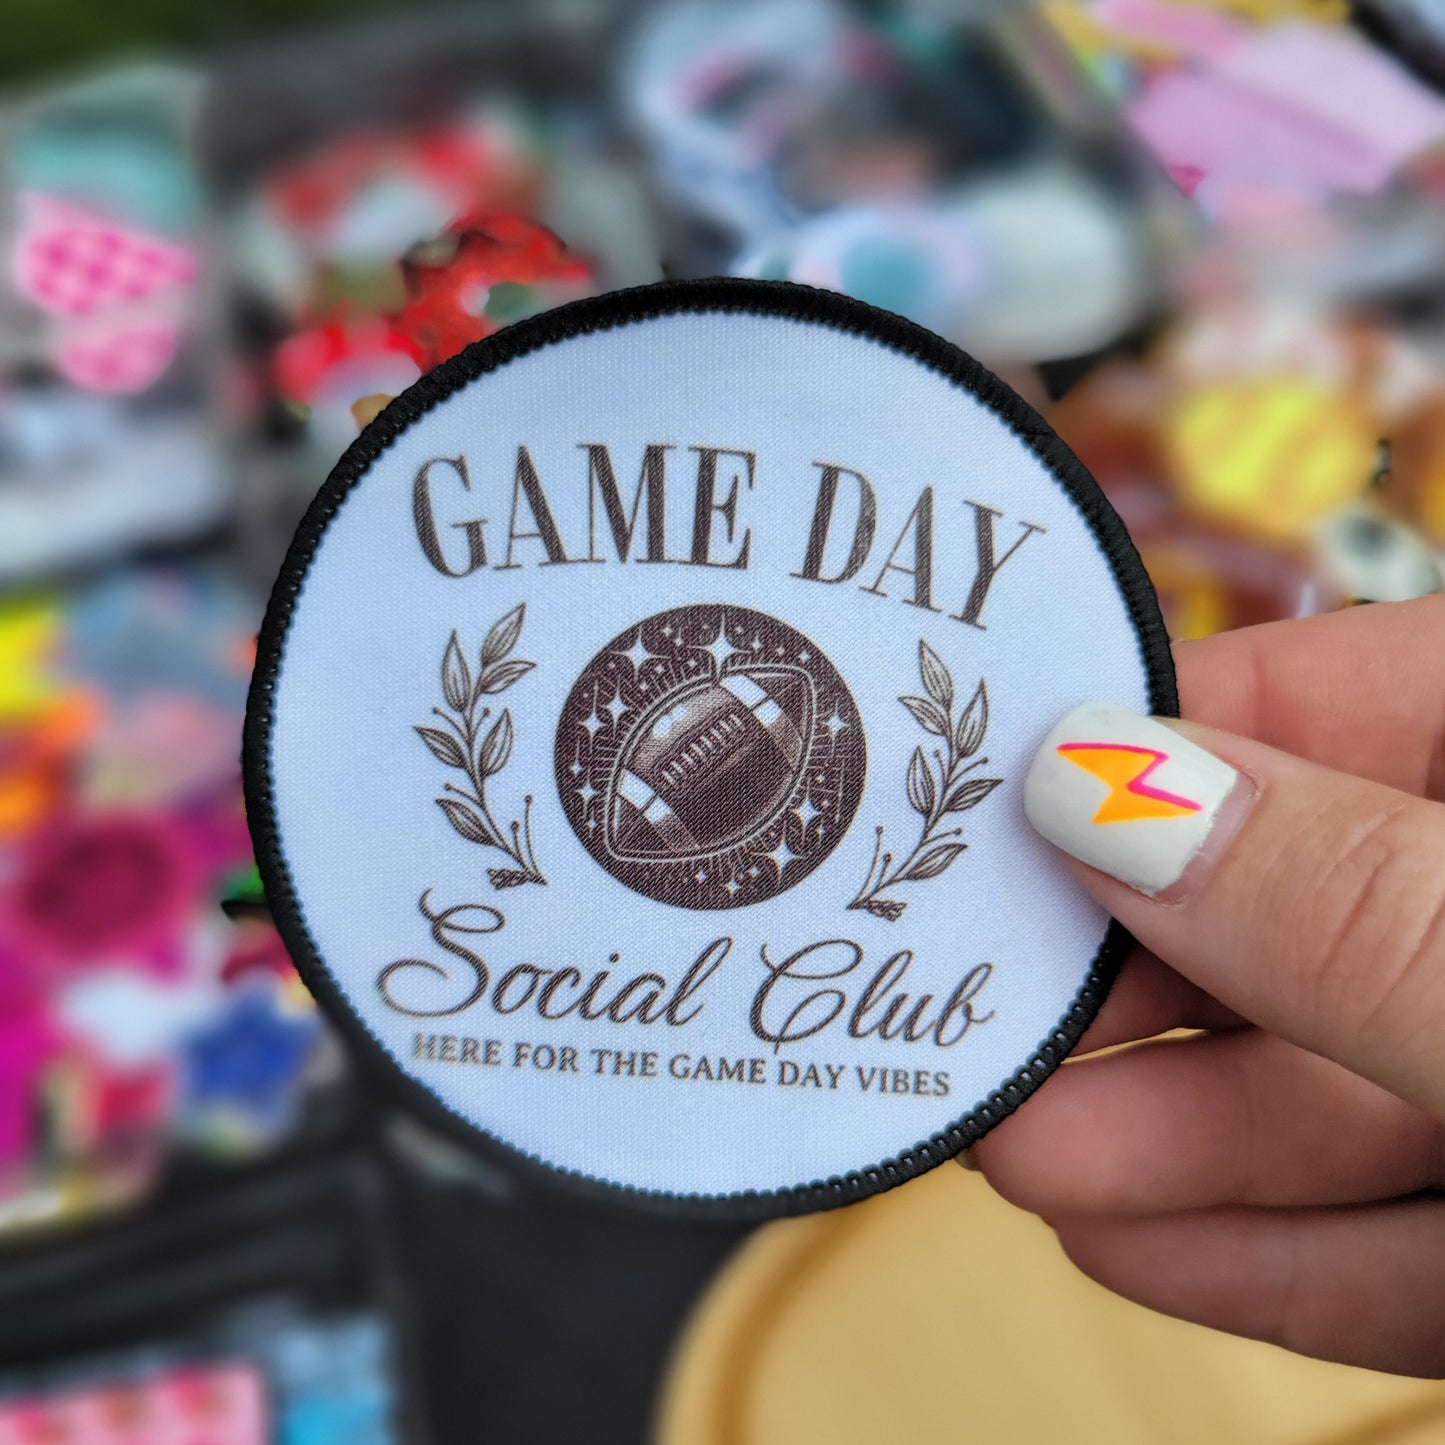 GAME DAY
Social Club
HERE FOR THE GAME DAY VIBES